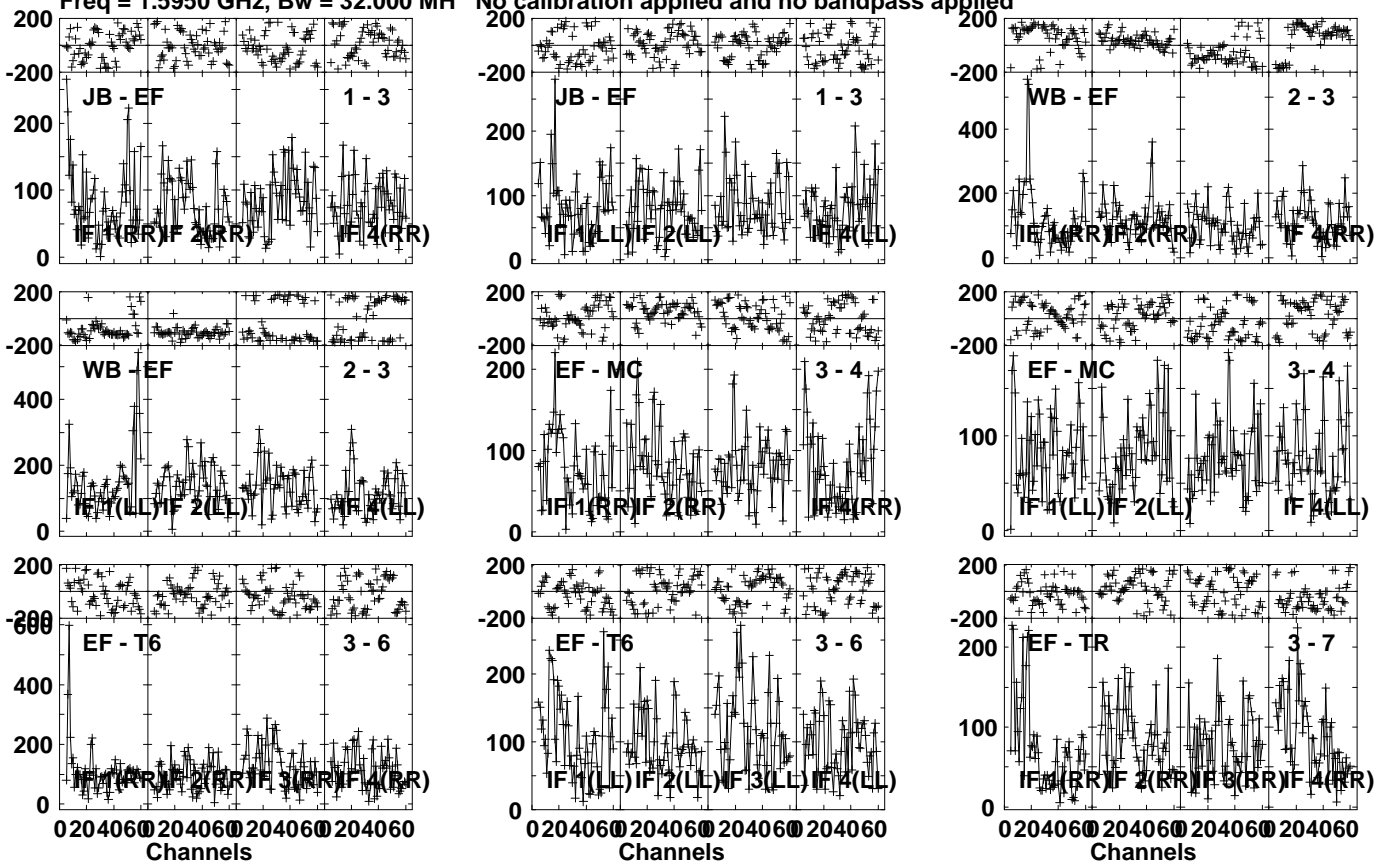 Freq = 1.5950 GHz, Bw = 32.000 MH No calibration applied and no bandpass applied
200
-200
200
100
0
JB - EF
1 - 3
IF 1(RR) IF 2(RR) IF 4(RR)
200
-200
200
100
0
JB - EF
1 - 3
IF 1(LL) IF 2(LL) IF 4(LL)
200
-200
400
200
0
WB - EF
2 - 3
IF 1(RR) IF 2(RR) IF 4(RR)
200
-200
400
200
0
WB - EF
2 - 3
IF 1(LL) IF 2(LL) IF 4(LL)
200
-200
200
100
0
EF - MC
3 - 4
IF 1(RR) IF 2(RR) IF 4(RR)
200
-200
100
0
EF - MC
3 - 4
IF 1(LL) IF 2(LL) IF 4(LL)
200
-200
600
400
200
0
EF - T6
3 - 6
IF 1(RR) IF 2(RR) IF 3(RR) IF 4(RR)
0 20 40 60 0 20 40 60 0 20 40 60 0 20 40 60
Channels
200
-200
200
100
0
EF - T6
3 - 6
IF 1(LL) IF 2(LL) IF 3(LL) IF 4(LL)
0 20 40 60 0 20 40 60 0 20 40 60 0 20 40 60
Channels
200
-200
200
100
0
EF - TR
3 - 7
IF 1(RR) IF 2(RR) IF 3(RR) IF 4(RR)
0 20 40 60 0 20 40 60 0 20 40 60 0 20 40 60
Channels